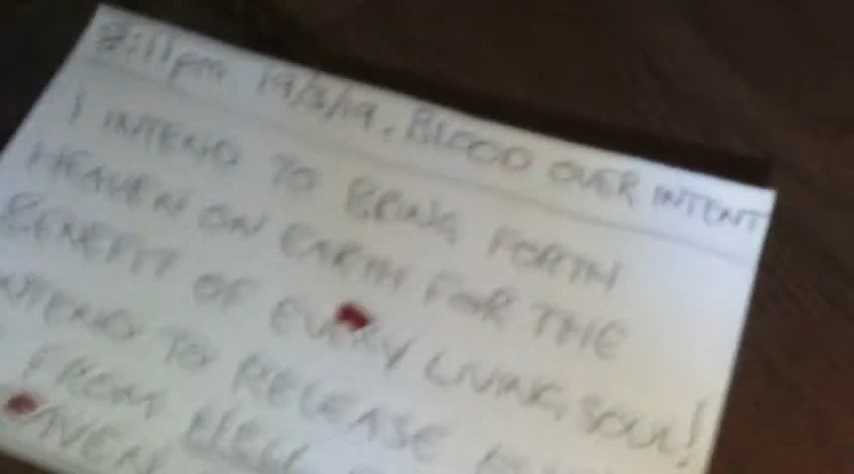 8:11pm 19/3/19. BLOOD OVER INTENT
I INTEND TO BRING FORTH
HEAVEN ON EARTH FOR THE
BENEFIT OF EVERY LIVING SOUL!
INTEND TO RELEASE
FROM HELL